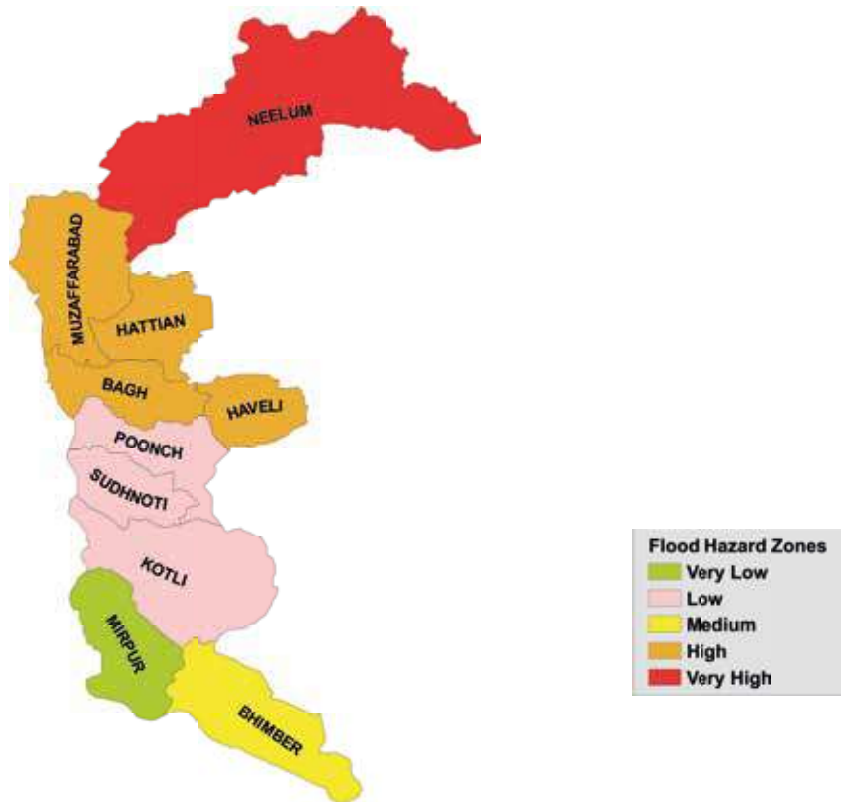 NEELUM
MUZAFFARABAD
HATTIAN
BAGH
HAVELI
POONCH
SUDHNOTI
KOTLI
MIRPUR
BHIMBER
Flood Hazard Zones
Very Low
Low
Medium
High
Very High